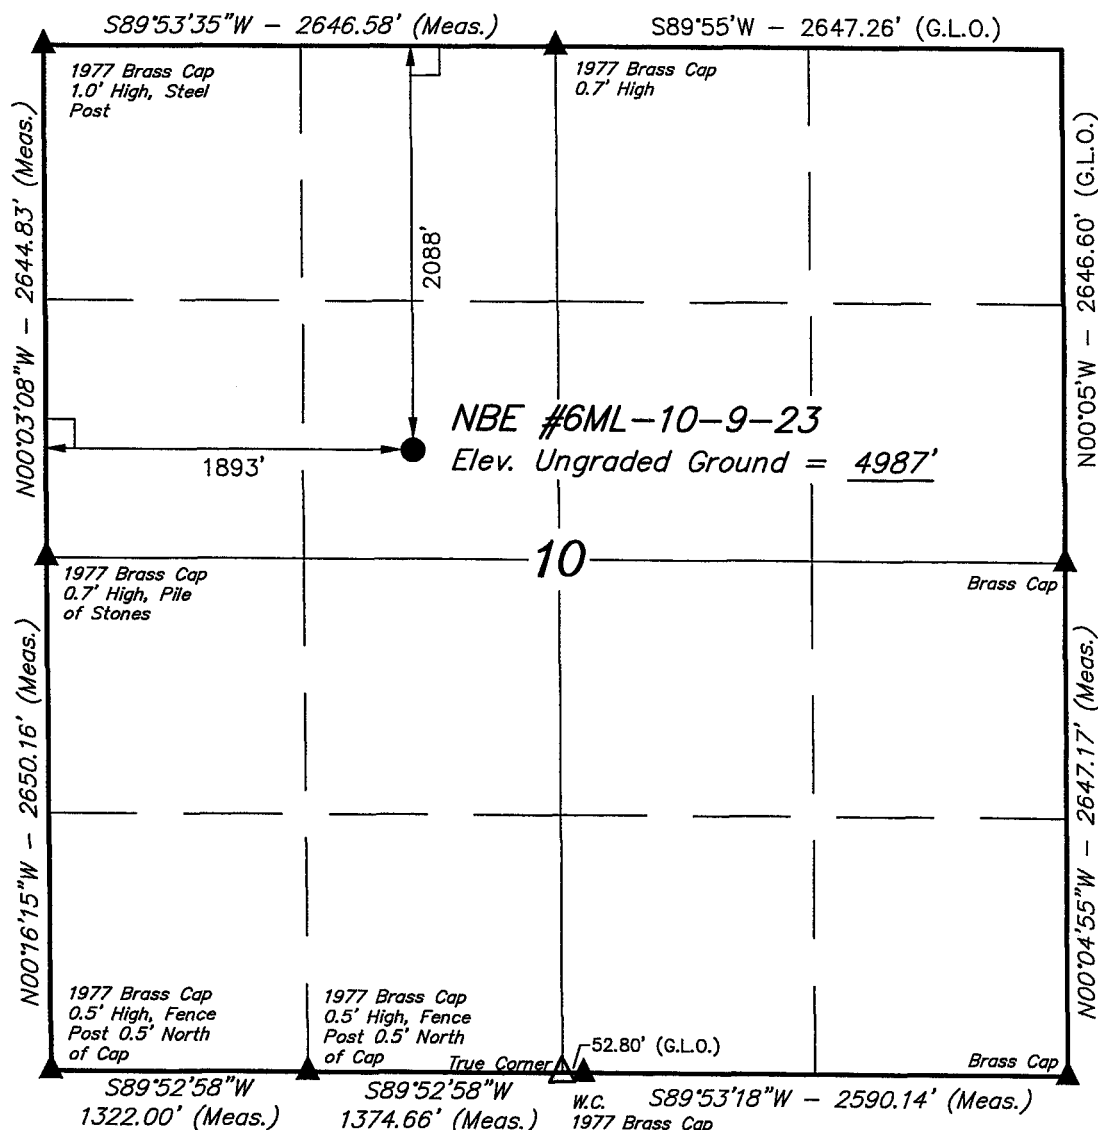 S89°53'35"W - 2646.58' (Meas.)
S89°55'W - 2647.26' (G.L.O.)
1977 Brass Cap
1.0' High, Steel
Post
1977 Brass Cap
0.7' High
N00°03'08"W - 2644.83' (Meas.)
N00°05'W - 2646.60' (G.L.O.)
2088'
NBE #6ML-10-9-23
Elev. Ungraded Ground = 4987'
1893'
10
1977 Brass Cap
0.7' High, Pile
of Stones
Brass Cap
N00°16'15"W - 2650.16' (Meas.)
N00°04'55"W - 2647.17' (Meas.)
1977 Brass Cap
0.5' High, Fence
Post 0.5' North
of Cap
1977 Brass Cap
0.5' High, Fence
Post 0.5' North
of Cap
True Corner
52.80' (G.L.O.)
Brass Cap
S89°52'58"W
1322.00' (Meas.)
S89°52'58"W
1374.66' (Meas.)
W.C.
1977 Brass Cap
S89°53'18"W - 2590.14' (Meas.)